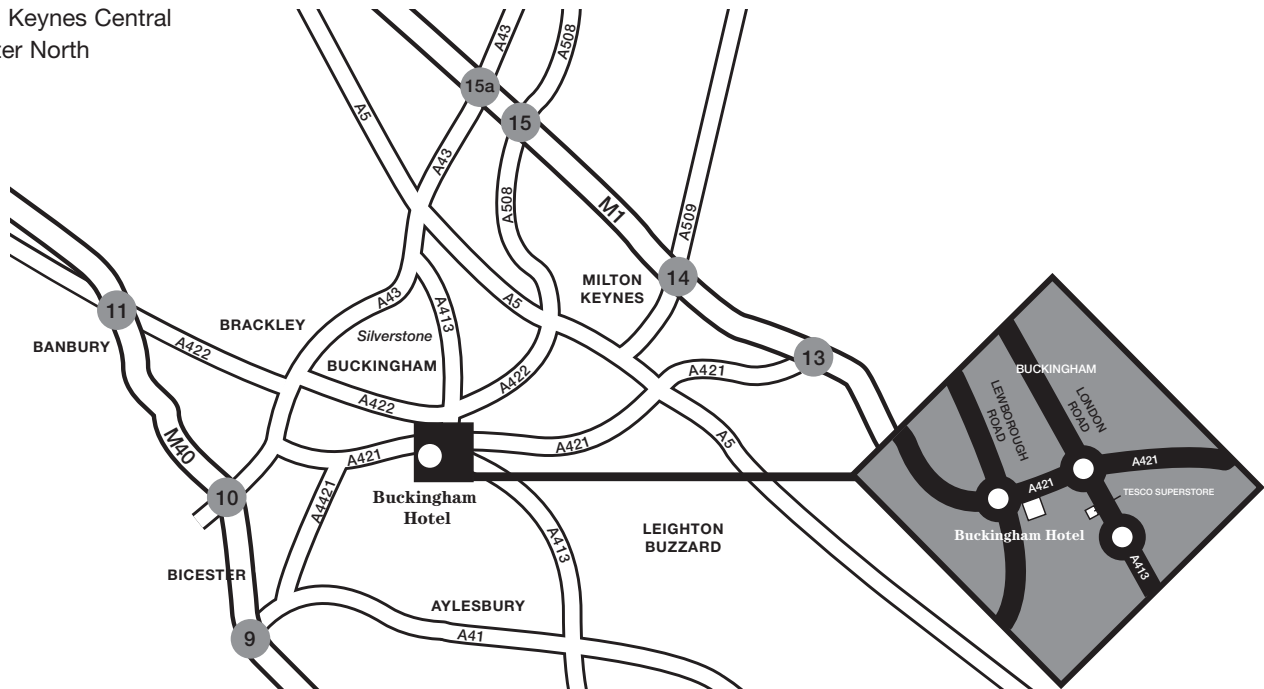 Keynes Central
er North
A43
A508
15a
A5
15
A43
A508
M1
A509
14
MILTON
KEYNES
11
A43
A413
A5
BRACKLEY
Silverstone
BANBURY
A422
BUCKINGHAM
13
A421
A422
A422
BUCKINGHAM
LEWBOROUGH
ROAD
LONDON
ROAD
M40
A421
A421
A5
A421
A421
10
A4421
Buckingham
Hotel
TESCO SUPERSTORE
LEIGHTON
BUZZARD
Buckingham Hotel
A413
A413
BICESTER
AYLESBURY
9
A41